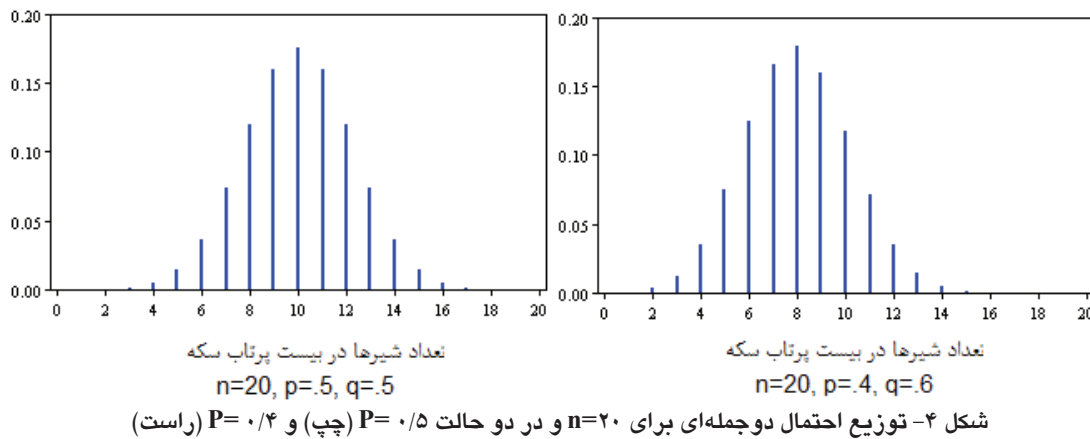 0.20
0.15
0.10
0.05
0.00
0 2 4 6 8 10 12 14 16 18 20
تعداد شیرها در بیست پرتاب سکه
n=20, p=.5, q=.5
0.20
0.15
0.10
0.05
0.00
0 2 4 6 8 10 12 14 16 18 20
تعداد شیرها در بیست پرتاب سکه
n=20, p=.4, q=.6
شکل ۴- توزیع احتمال دوجمله‌ای برای n=۲۰ و در دو حالت P= ۰/۵ (چپ) و P= ۰/۴ (راست)